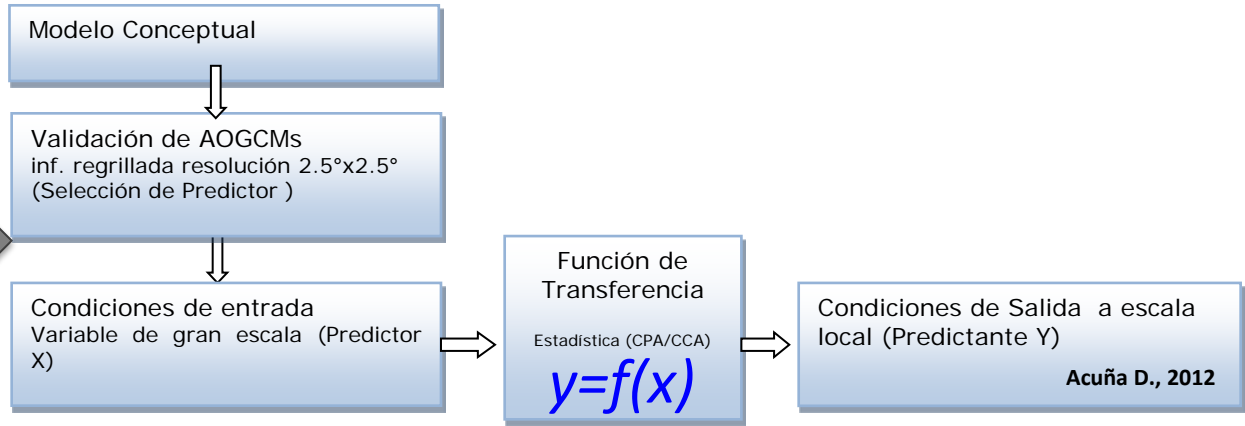 Modelo Conceptual
Validación de AOGCMs
inf. regrillada resolución 2.5°x2.5°
(Selección de Predictor )
Condiciones de entrada
Variable de gran escala (Predictor
X)
Función de
Transferencia
Estadística (CPA/CCA)
y=f(x)
Condiciones de Salida a escala
local (Predictante Y)
Acuña D., 2012